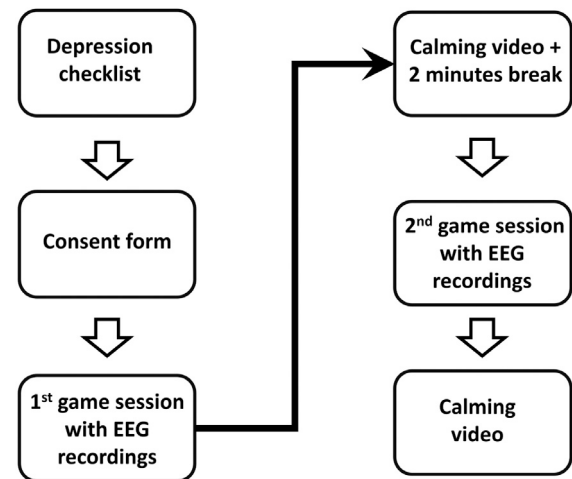 Depression
checklist
Consent form
1st game session
with EEG
recordings
Calming video +
2 minutes break
2nd game session
with EEG
recordings
Calming
video